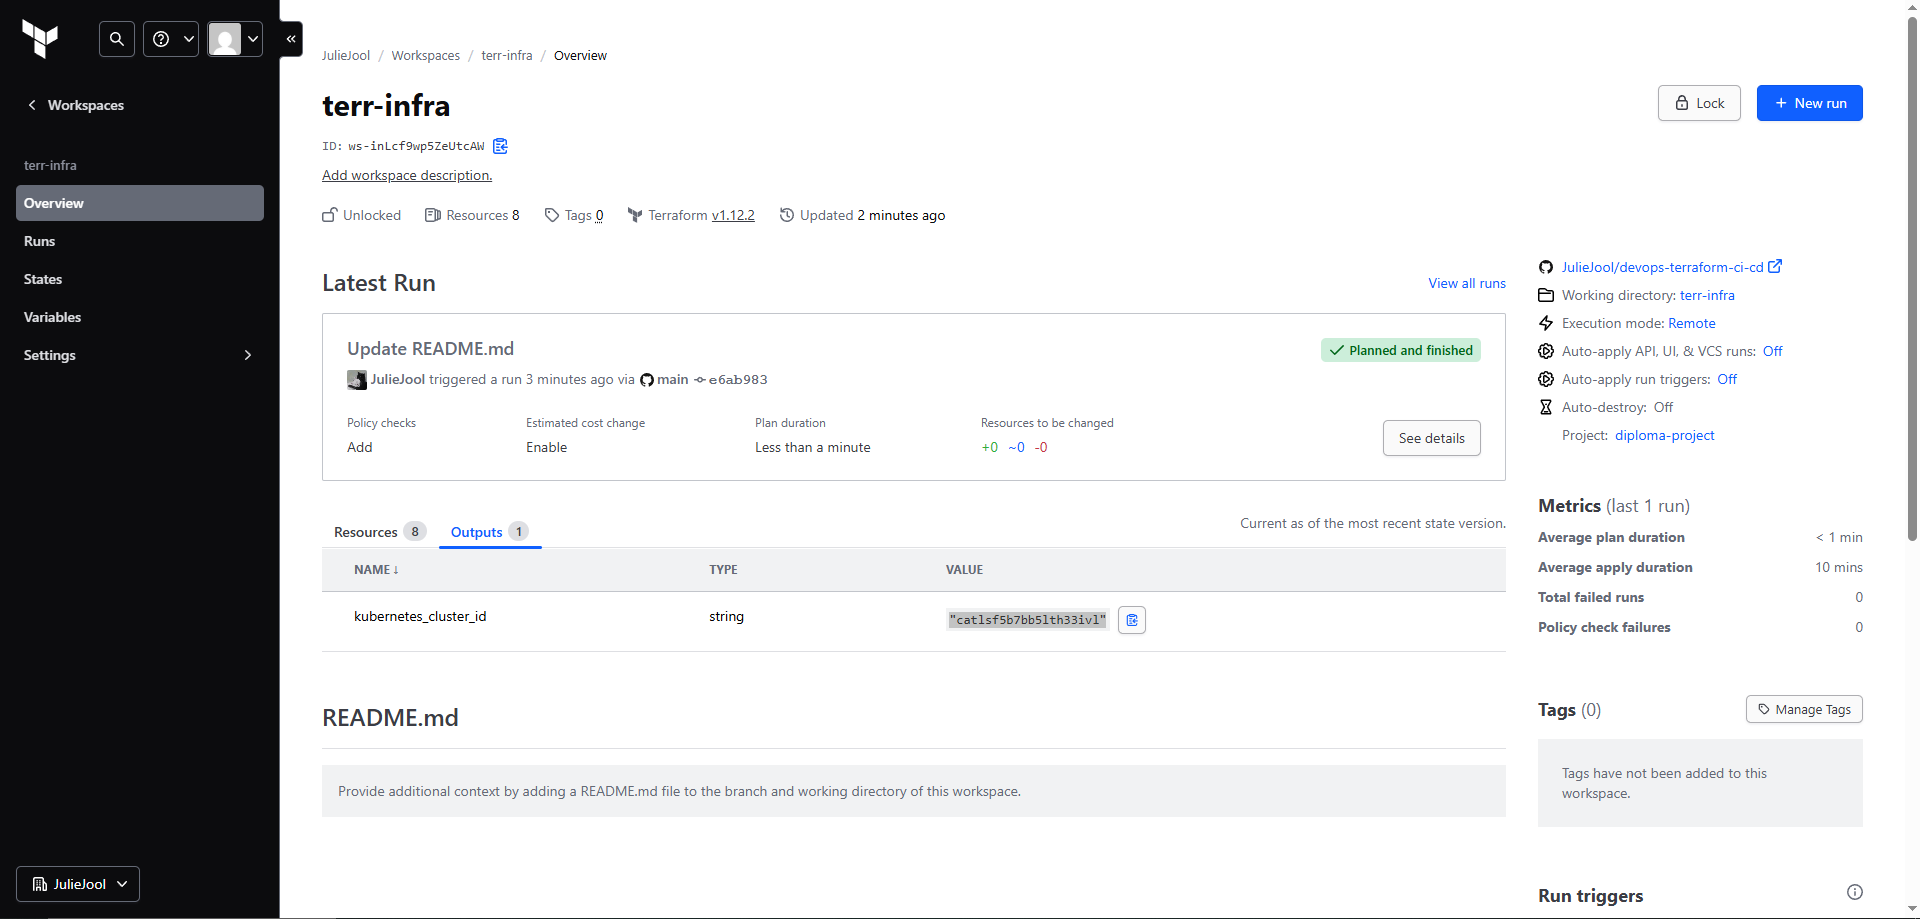 Workspaces
terr-infra
Overview
Runs
States
Variables
Settings
JulieJool
JulieJool / Workspaces / terr-infra / Overview
terr-infra
Lock
+ New run
ID: ws-inLcf9wp5ZeUtcAW
Add workspace description.
Unlocked Resources 8 Tags 0 Terraform v1.12.2 Updated 2 minutes ago
Latest Run
View all runs
Update README.md
Planned and finished
JulieJool triggered a run 3 minutes ago via main e6ab983
Policy checks Estimated cost change Plan duration Resources to be changed
Add Enable Less than a minute +0 ~0 -0
See details
Resources 8 Outputs 1
Current as of the most recent state version.
NAME ↓ TYPE VALUE
kubernetes_cluster_id string "catlsf5b7bb5lth33ivl"
README.md
Provide additional context by adding a README.md file to the branch and working directory of this workspace.
JulieJool/devops-terraform-ci-cd
Working directory: terr-infra
Execution mode: Remote
Auto-apply API, UI, & VCS runs: Off
Auto-apply run triggers: Off
Auto-destroy: Off
Project: diploma-project
Metrics (last 1 run)
Average plan duration < 1 min
Average apply duration 10 mins
Total failed runs 0
Policy check failures 0
Tags (0)
Manage Tags
Tags have not been added to this
workspace.
Run triggers